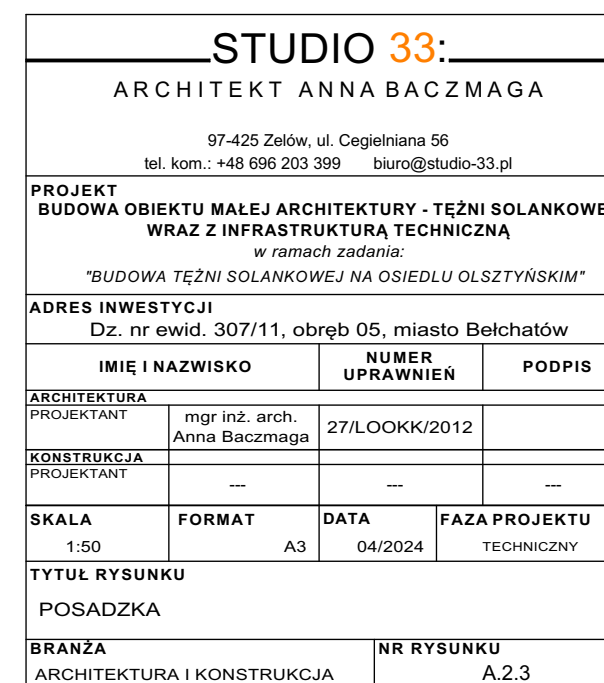 STUDIO 33:
ARCHITEKT ANNA BACZMAGA
97-425 Zelów, ul. Cegielniana 56
tel. kom.: +48 696 203 399 biuro@studio-33.pl
PROJEKT
BUDOWA OBIEKTU MAŁEJ ARCHITEKTURY - TĘŻNI SOLANKOWE
WRAZ Z INFRASTRUKTURĄ TECHNICZNĄ
w ramach zadania:
"BUDOWA TĘŻNI SOLANKOWEJ NA OSIEDLU OLSZTYŃSKIM"
ADRES INWESTYCJI
Dz. nr ewid. 307/11, obręb 05, miasto Bełchatów
IMIĘ I NAZWISKO NUMER UPRAWNIEŃ PODPIS
ARCHITEKTURA
PROJEKTANT mgr inż. arch. Anna Baczmaga 27/LOOKK/2012
KONSTRUKCJA
PROJEKTANT --- --- ---
SKALA FORMAT DATA FAZA PROJEKTU
1:50 A3 04/2024 TECHNICZNY
TYTUŁ RYSUNKU
POSADZKA
BRANŻA NR RYSUNKU
ARCHITEKTURA I KONSTRUKCJA A.2.3